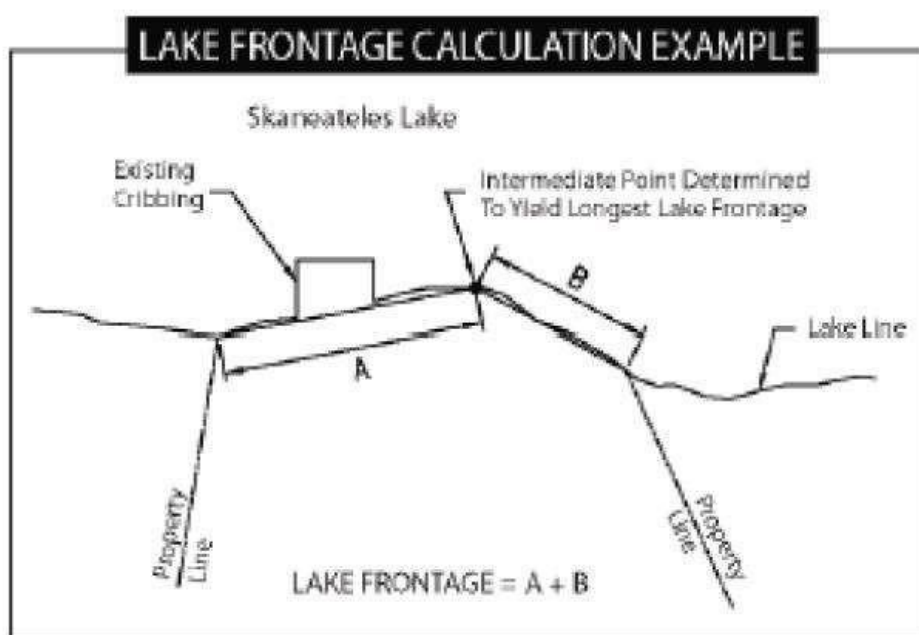 LAKE FRONTAGE CALCULATION EXAMPLE
Skaneateles Lake
Existing
Cribbing
Intermediate Point Determined
To Yield Longest Lake Frontage
B
Lake Line
A
Property
Line
Property
Line
LAKE FRONTAGE = A + B